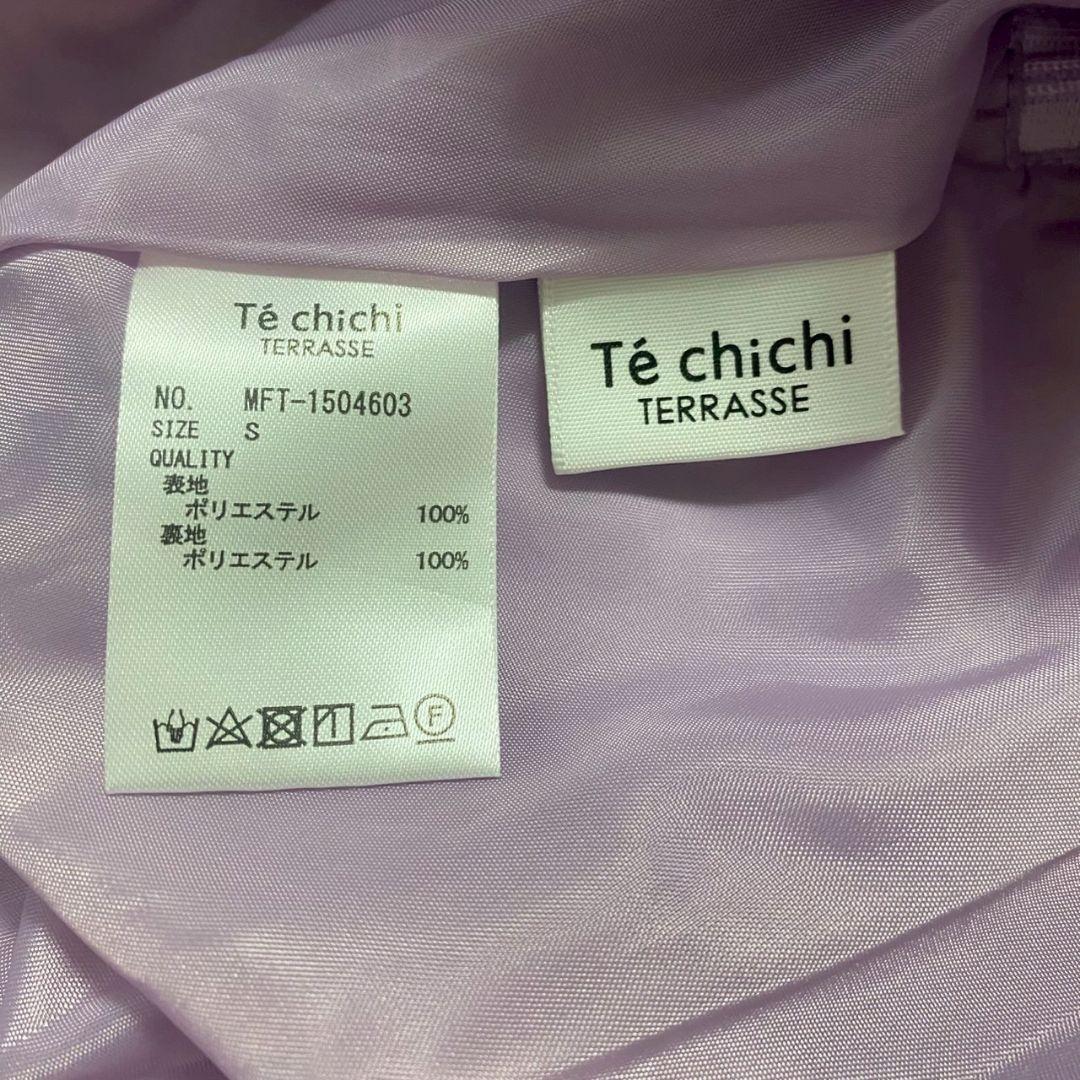 Té chichi
TERRASSE
NO. MFT-1504603
SIZE S
QUALITY
表地
ポリエステル 100%
裏地
ポリエステル 100%
F
Té chichi
TERRASSE